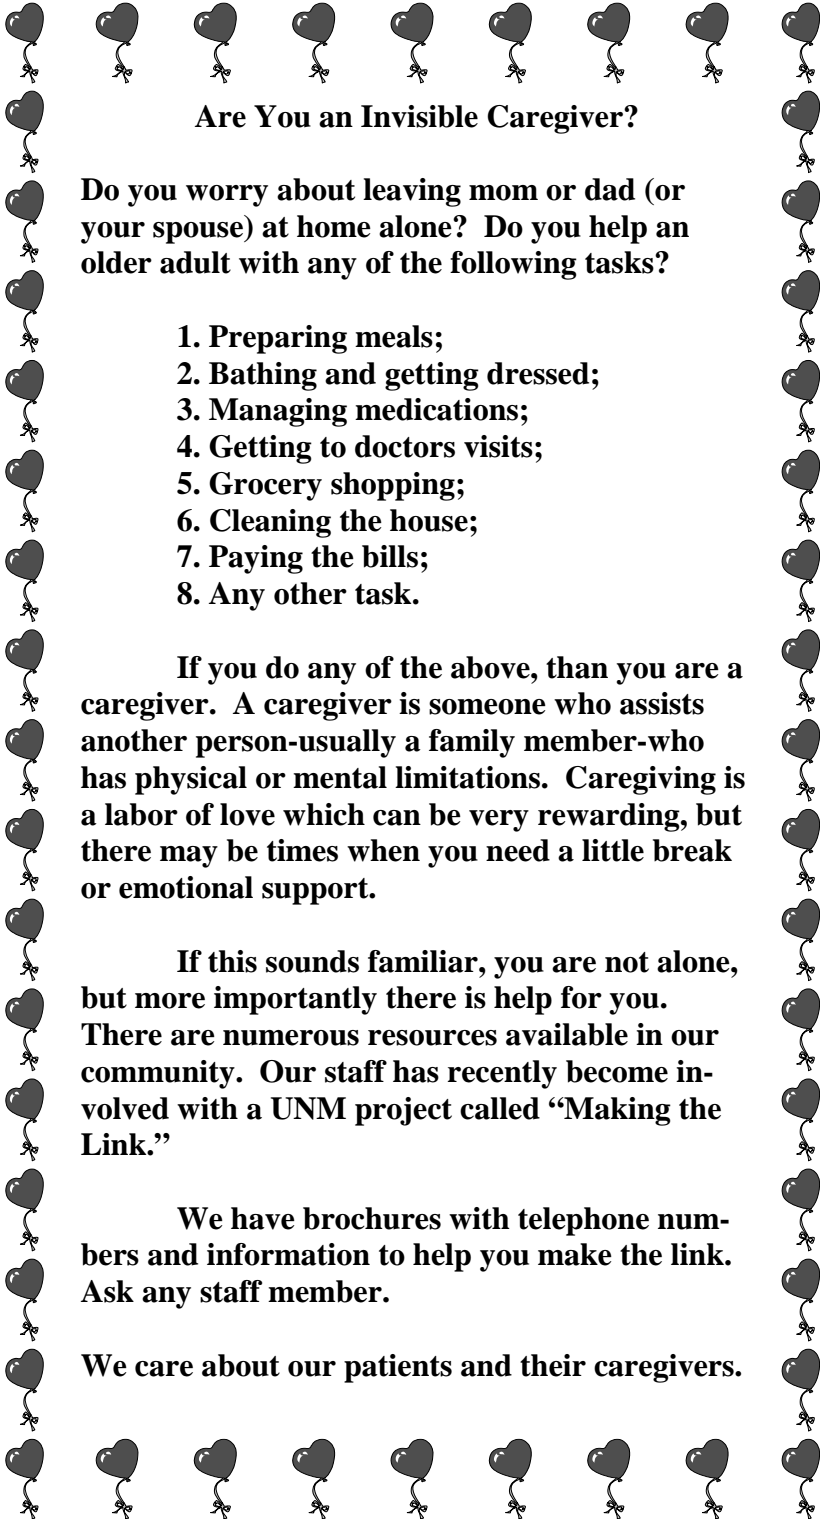 Are You an Invisible Caregiver?
Do you worry about leaving mom or dad (or
your spouse) at home alone?  Do you help an
older adult with any of the following tasks?
1. Preparing meals;
2. Bathing and getting dressed;
3. Managing medications;
4. Getting to doctors visits;
5. Grocery shopping;
6. Cleaning the house;
7. Paying the bills;
8. Any other task.
If you do any of the above, than you are a
caregiver.  A caregiver is someone who assists
another person-usually a family member-who
has physical or mental limitations.  Caregiving is
a labor of love which can be very rewarding, but
there may be times when you need a little break
or emotional support.
If this sounds familiar, you are not alone,
but more importantly there is help for you.
There are numerous resources available in our
community.  Our staff has recently become in-
volved with a UNM project called “Making the
Link.”
We have brochures with telephone num-
bers and information to help you make the link.
Ask any staff member.
We care about our patients and their caregivers.